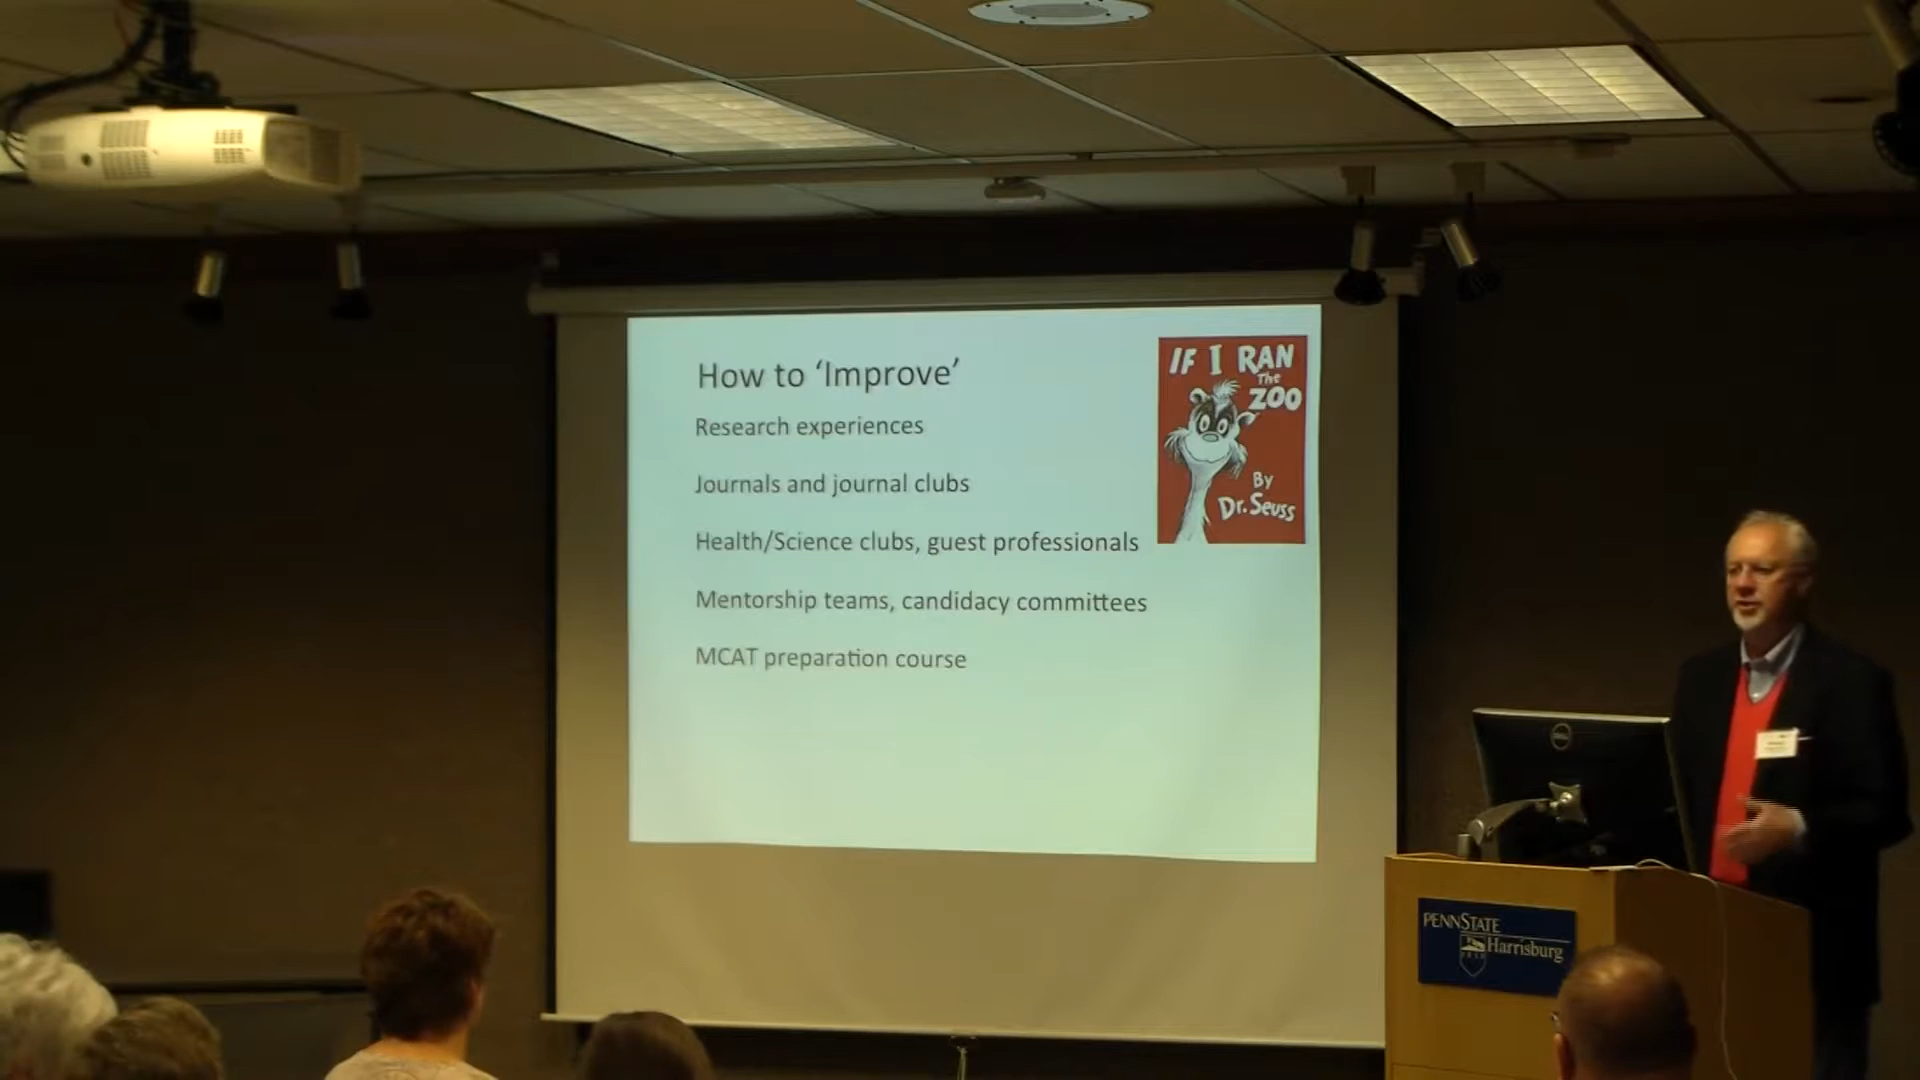 How to ‘Improve’
Research experiences
Journals and journal clubs
Health/Science clubs, guest professionals
Mentorship teams, candidacy committees
MCAT preparation course
IF I RAN
The
ZOO
By
Dr. Seuss
DELL
PENNSTATE
Harrisburg